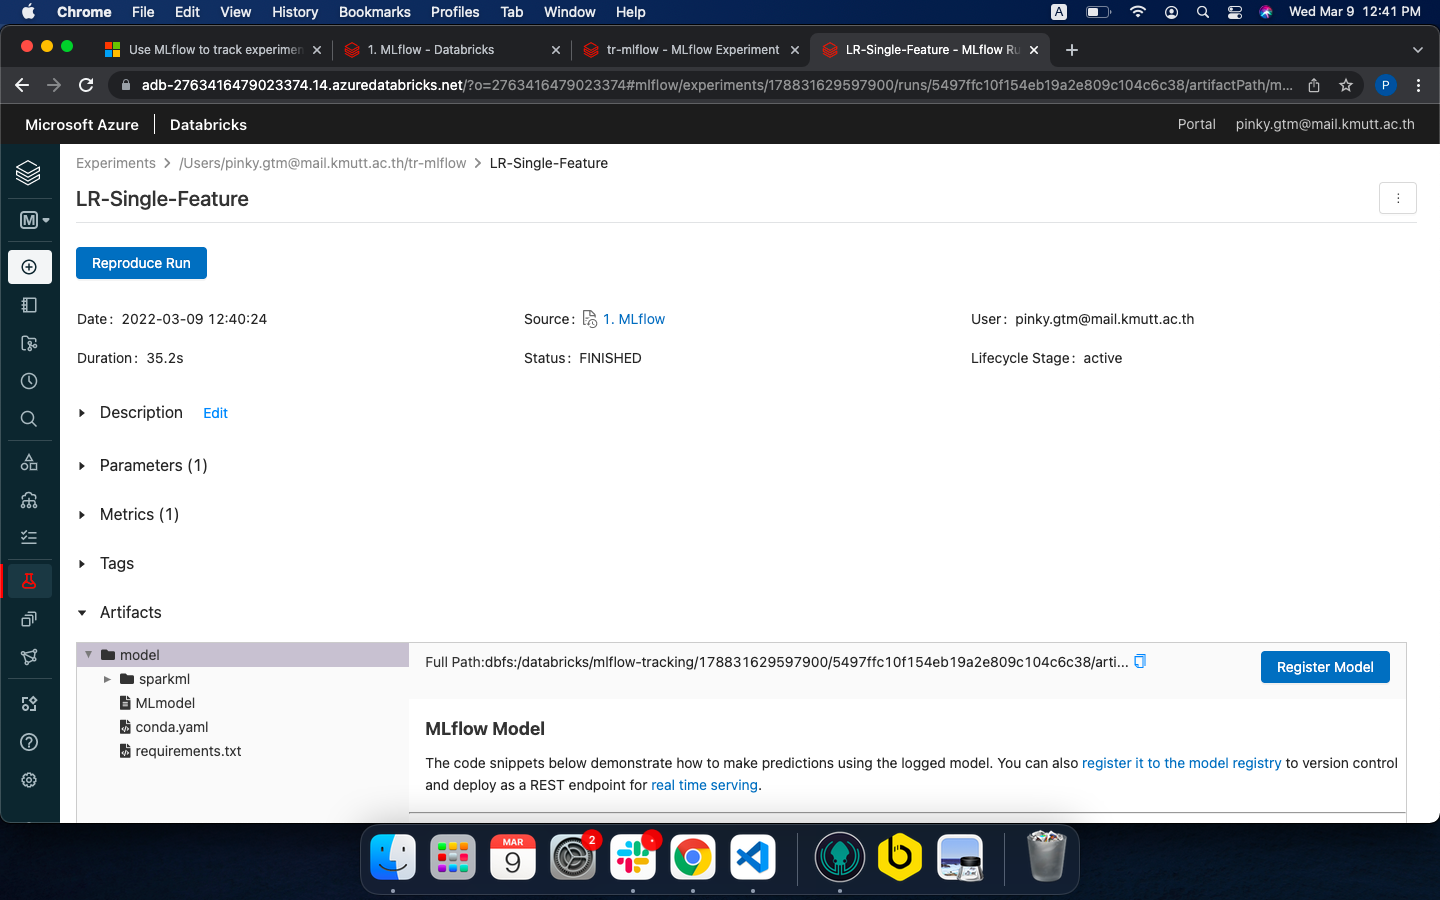 Chrome File Edit View History Bookmarks Profiles Tab Window Help A Wed Mar 9 12:41 PM
Use MLflow to track experimen 1. MLflow - Databricks tr-mlflow - MLflow Experiment LR-Single-Feature - MLflow Ru
adb-2763416479023374.14.azuredatabricks.net/?o=2763416479023374#mlflow/experiments/178831629597900/runs/5497ffc10f154eb19a2e809c104c6c38/artifactPath/m... P
Microsoft Azure Databricks Portal pinky.gtm@mail.kmutt.ac.th
Experiments > /Users/pinky.gtm@mail.kmutt.ac.th/tr-mlflow > LR-Single-Feature
LR-Single-Feature
M
Reproduce Run
Date: 2022-03-09 12:40:24 Source: 1. MLflow User: pinky.gtm@mail.kmutt.ac.th
Duration: 35.2s Status: FINISHED Lifecycle Stage: active
Description Edit
Parameters (1)
Metrics (1)
Tags
Artifacts
model
sparkml
MLmodel
conda.yaml
requirements.txt
Full Path:dbfs:/databricks/mlflow-tracking/178831629597900/5497ffc10f154eb19a2e809c104c6c38/arti... Register Model
MLflow Model
The code snippets below demonstrate how to make predictions using the logged model. You can also register it to the model registry to version control
and deploy as a REST endpoint for real time serving.
MAR
9
2